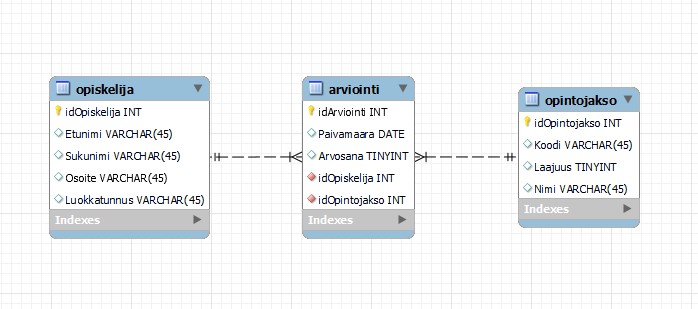 opiskelija
idOpiskelija INT
Etunimi VARCHAR(45)
Sukunimi VARCHAR(45)
Osoite VARCHAR(45)
Luokkatunnus VARCHAR(45)
Indexes
arviointi
idArviointi INT
Paivamaara DATE
Arvosana TINYINT
idOpiskelija INT
idOpintojakso INT
Indexes
opintojakso
idOpintojakso INT
Koodi VARCHAR(45)
Laajuus TINYINT
Nimi VARCHAR(45)
Indexes